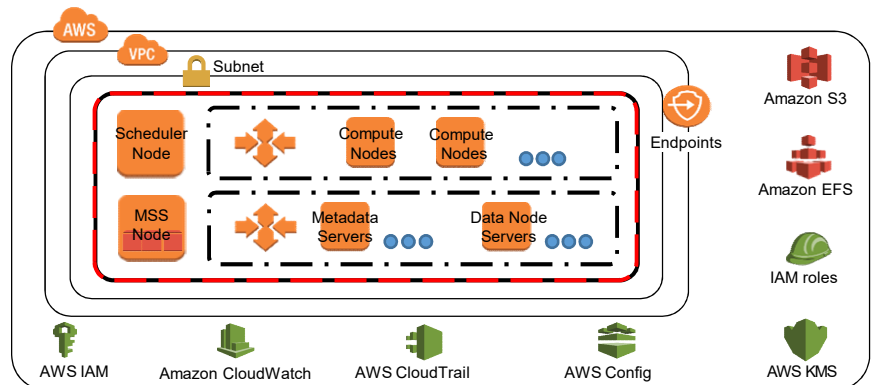 AWS
VPC
Subnet
Scheduler
Node
Compute
Nodes
Compute
Nodes
Endpoints
MSS
Node
Metadata
Servers
Data Node
Servers
Amazon S3
Amazon EFS
IAM roles
AWS IAM
Amazon CloudWatch
AWS CloudTrail
AWS Config
AWS KMS